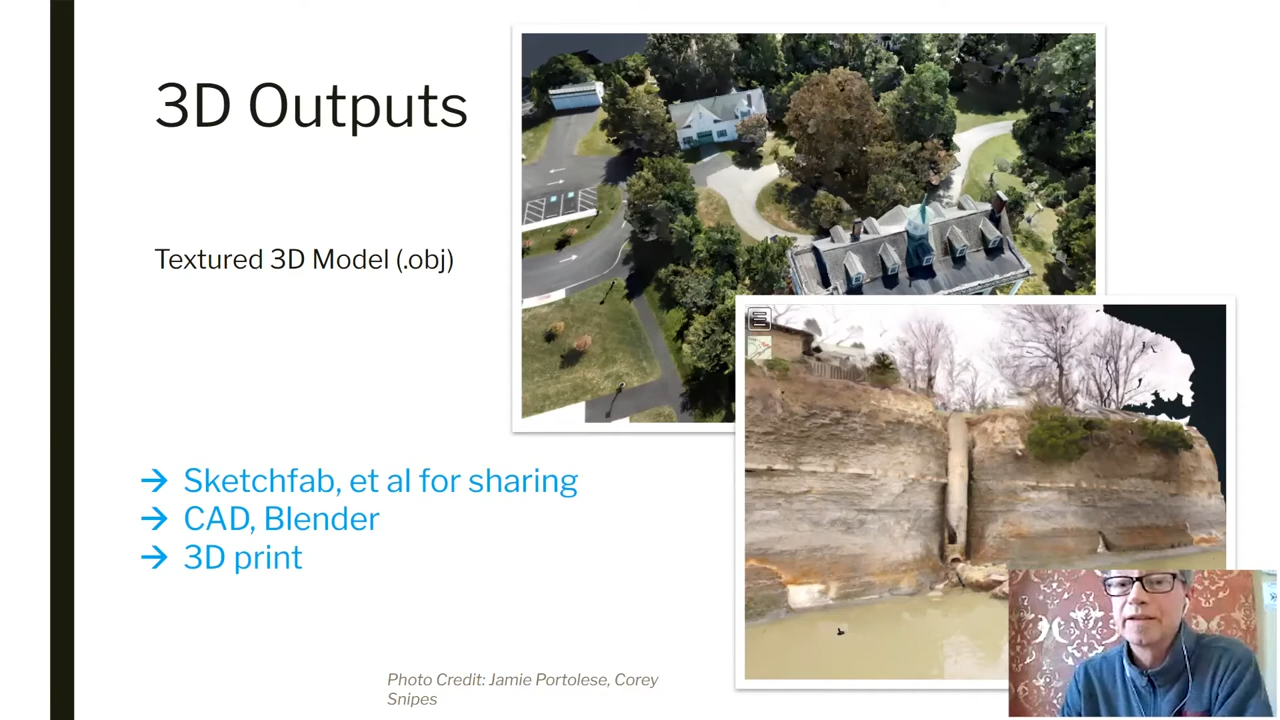 3D Outputs
Textured 3D Model (.obj)
→ Sketchfab, et al for sharing
→ CAD, Blender
→ 3D print
Photo Credit: Jamie Portolese, Corey
Snipes